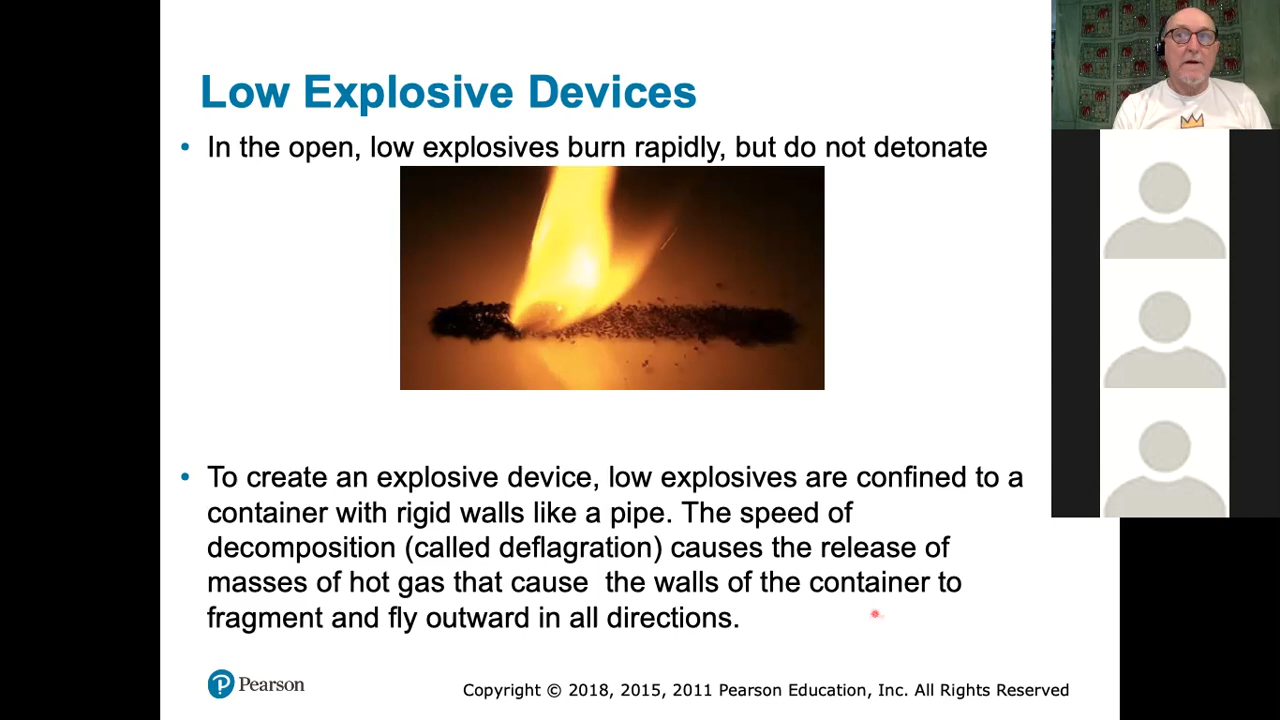 Low Explosive Devices
• In the open, low explosives burn rapidly, but do not detonate
• To create an explosive device, low explosives are confined to a
container with rigid walls like a pipe. The speed of
decomposition (called deflagration) causes the release of
masses of hot gas that cause  the walls of the container to
fragment and fly outward in all directions.
P Pearson
Copyright © 2018, 2015, 2011 Pearson Education, Inc. All Rights Reserved